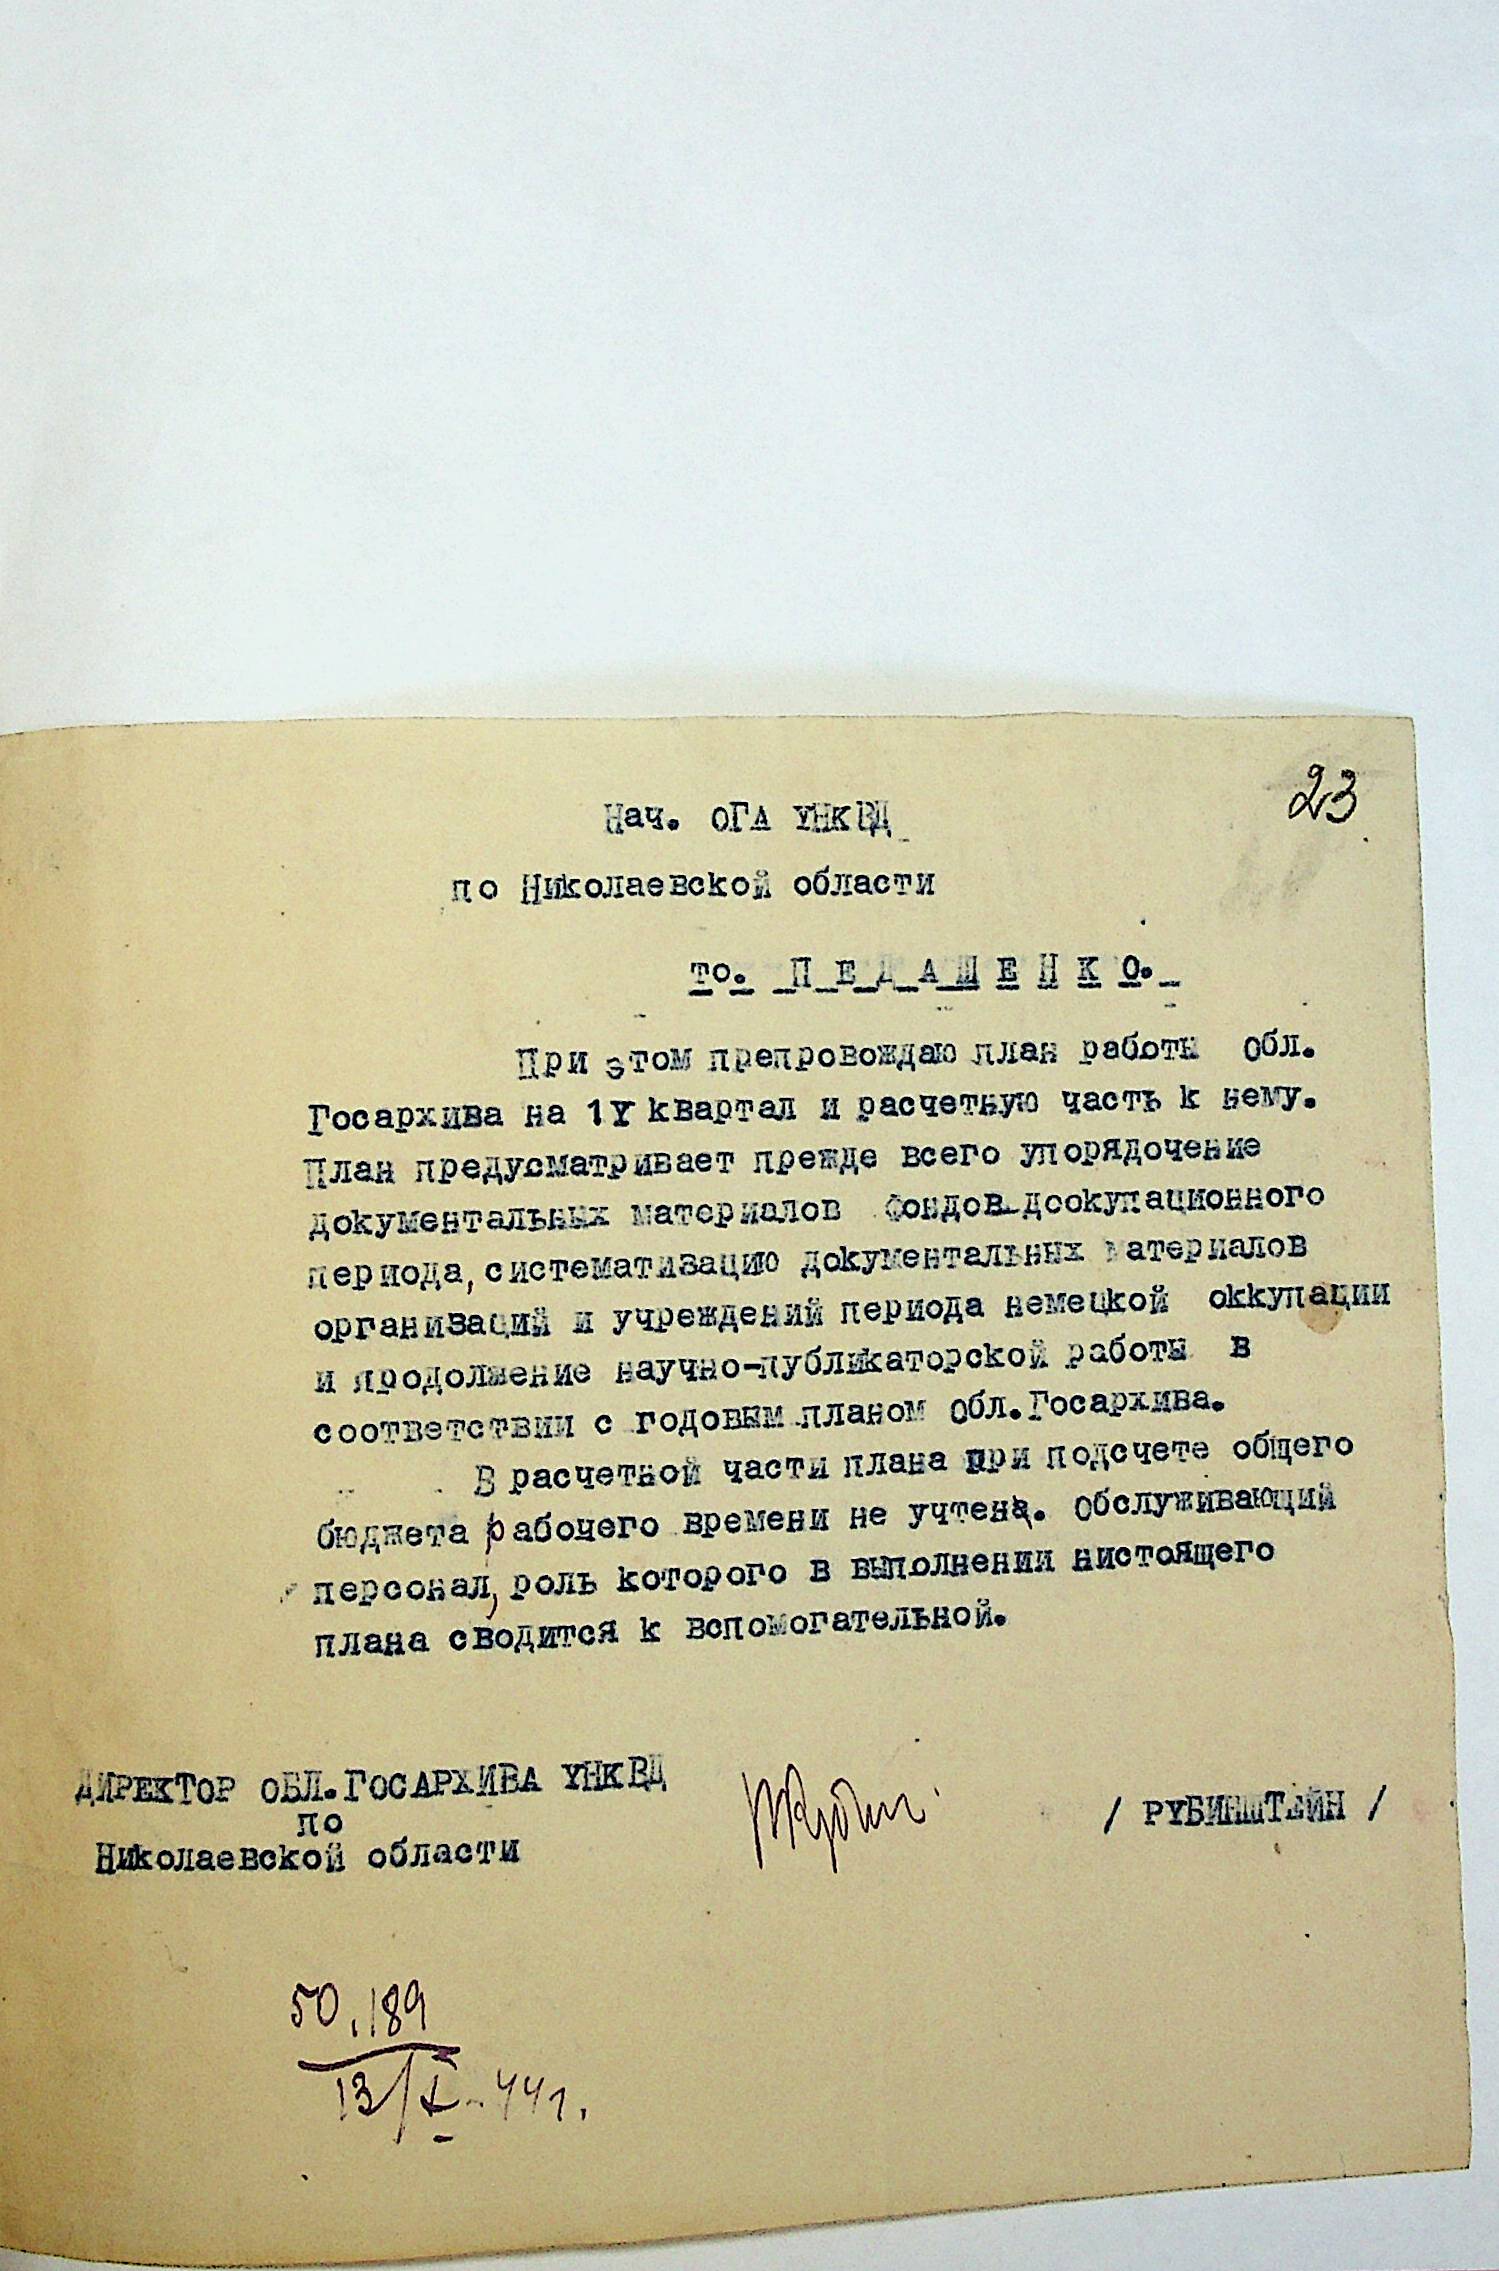 23
Нач. ОГА УНКВД
по Николаевской области
то. П Е Д А Ш Е Н К О.
При этом препровождаю план работы Обл.
Госархива на 1У квартал и расчетную часть к нему.
План предусматривает прежде всего упорядочение
документальных материалов фондов доокупационного
периода, систематизацию документальных материалов
организаций и учреждений периода немецкой оккупации
и продолжение научно-публикаторской работы в
соответствии с годовым планом Обл.Госархива.
В расчетной части плана при подсчете общего
бюджета рабочего времени не учтен. Обслуживающий
персонал, роль которого в выполнении нистоящего
плана сводится к вспомогательной.
ДИРЕКТОР ОБЛ.ГОСАРХИВА УНКВД
по
Николаевской области
/ РУБИНШТЕЙН /
50.189
13/X-44г.